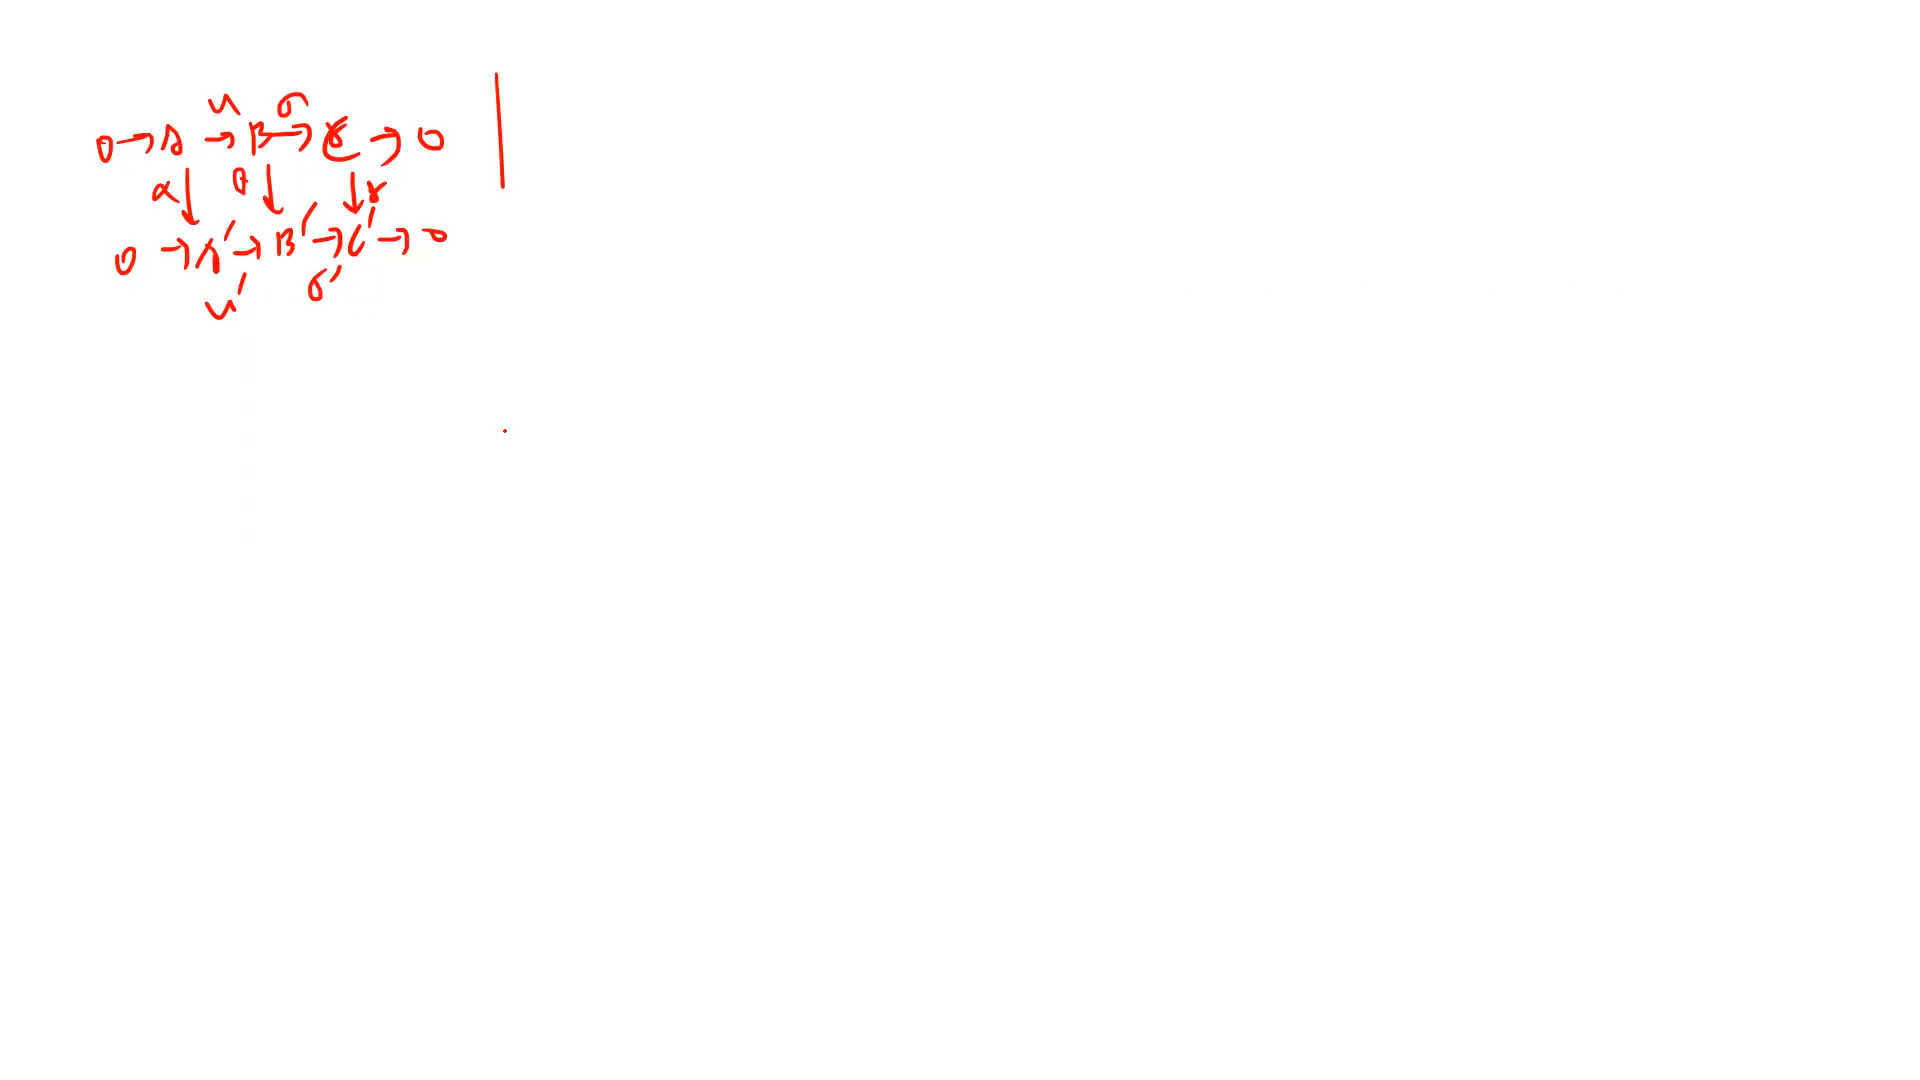 u σ
0 → A → B → C → 0
α θ γ
0 → A' → B' → C' → 0
u' σ'